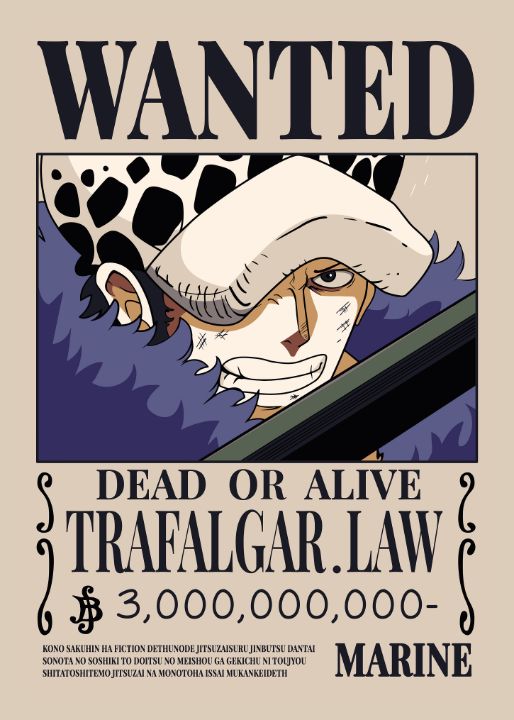 WANTED
DEAD OR ALIVE
TRAFALGAR.LAW
฿ 3,000,000,000-
KONO SAKUHIN HA FICTION DETHUNODE JITSUZAISURU JINBUTSU DANTAI
SONOTA NO SOSHIKI TO DOITSU NO MEISHOU GA GEKICHU NI TOUJYOU
SHITATOSHITEMO JITSUZAI NA MONOTOHA ISSAI MUKANKEIDETH
MARINE